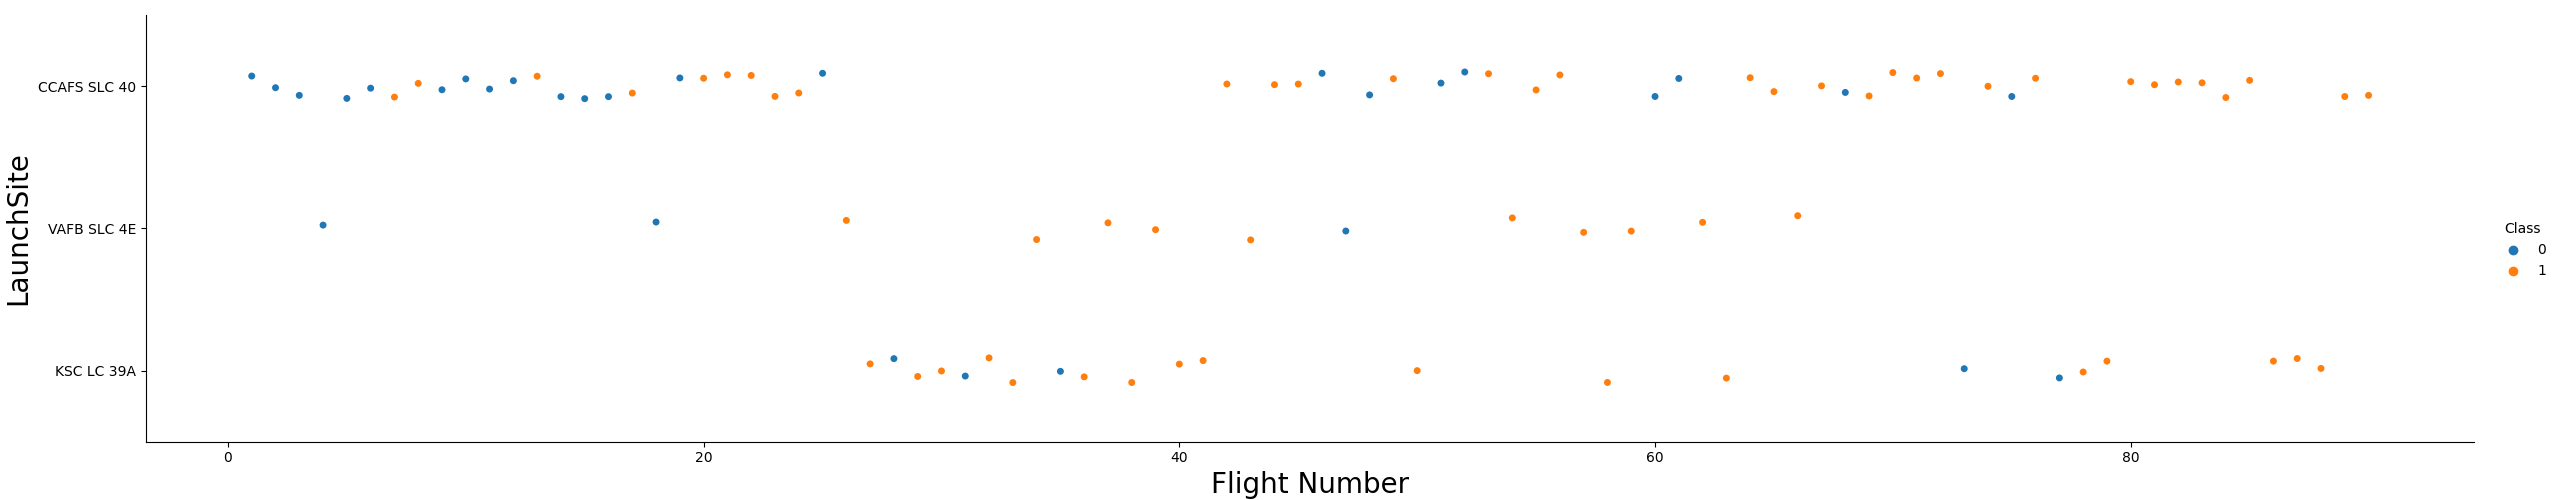 LaunchSite
CCAFS SLC 40
VAFB SLC 4E
KSC LC 39A
0 20 40 60 80
Flight Number
Class
0
1